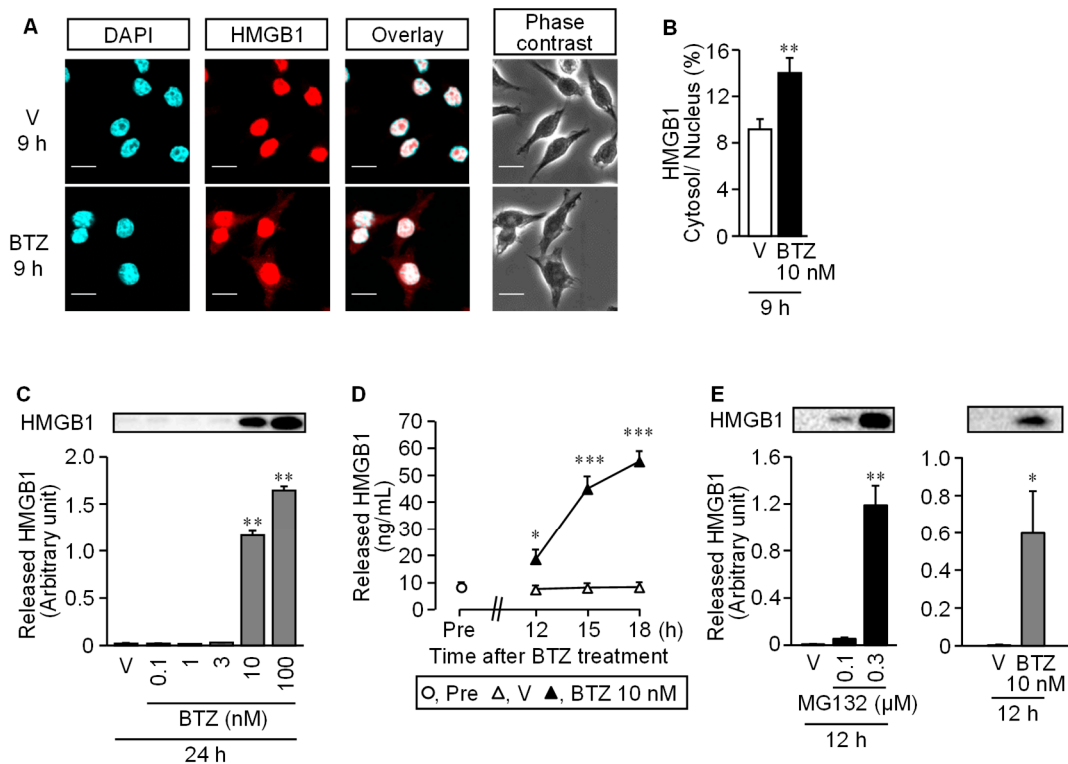 A
DAPI
HMGB1
Overlay
Phase
contrast
V
9 h
BTZ
9 h
B
HMGB1
Cytosol/ Nucleus (%)
16
12
8
4
0
**
V
BTZ
10 nM
9 h
C
HMGB1
Released HMGB1
(Arbitrary unit)
2.0
1.5
1.0
0.5
0
**
**
V
0.1
1
3
10
100
BTZ (nM)
24 h
D
Released HMGB1
(ng/mL)
70
60
50
40
30
20
10
0
*
***
***
Pre
12
15
18 (h)
Time after BTZ treatment
, Pre
, V
, BTZ 10 nM
E
HMGB1
Released HMGB1
(Arbitrary unit)
1.6
1.2
0.8
0.4
0
**
V
0.1
0.3
MG132 (μM)
12 h
1.0
0.8
0.6
0.4
0.2
0.0
*
V
BTZ
10 nM
12 h